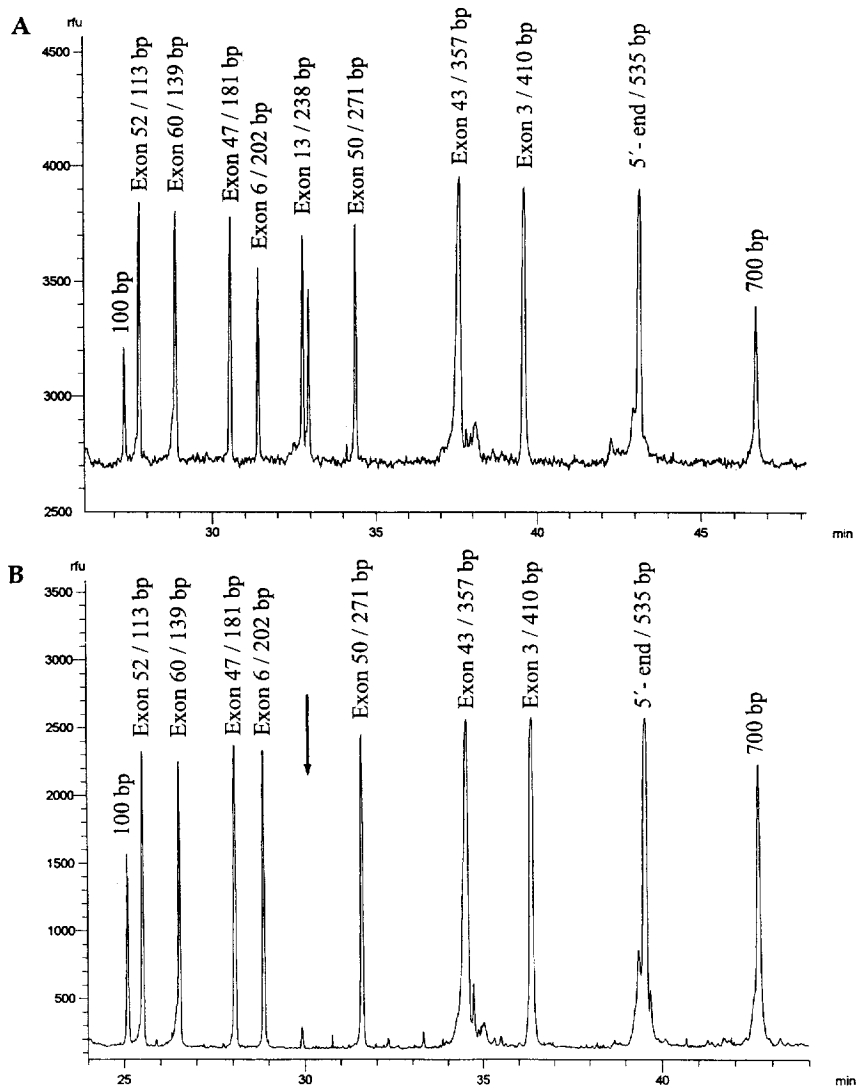 A
rfu
4500
4000
3500
3000
2500
100 bp
Exon 52 / 113 bp
Exon 60 / 139 bp
Exon 47 / 181 bp
Exon 6 / 202 bp
Exon 13 / 238 bp
Exon 50 / 271 bp
Exon 43 / 357 bp
Exon 3 / 410 bp
5´- end / 535 bp
700 bp
30
35
40
45
min
B
rfu
3500
3000
2500
2000
1500
1000
500
100 bp
Exon 52 / 113 bp
Exon 60 / 139 bp
Exon 47 / 181 bp
Exon 6 / 202 bp
Exon 50 / 271 bp
Exon 43 / 357 bp
Exon 3 / 410 bp
5´- end / 535 bp
700 bp
25
30
35
40
min